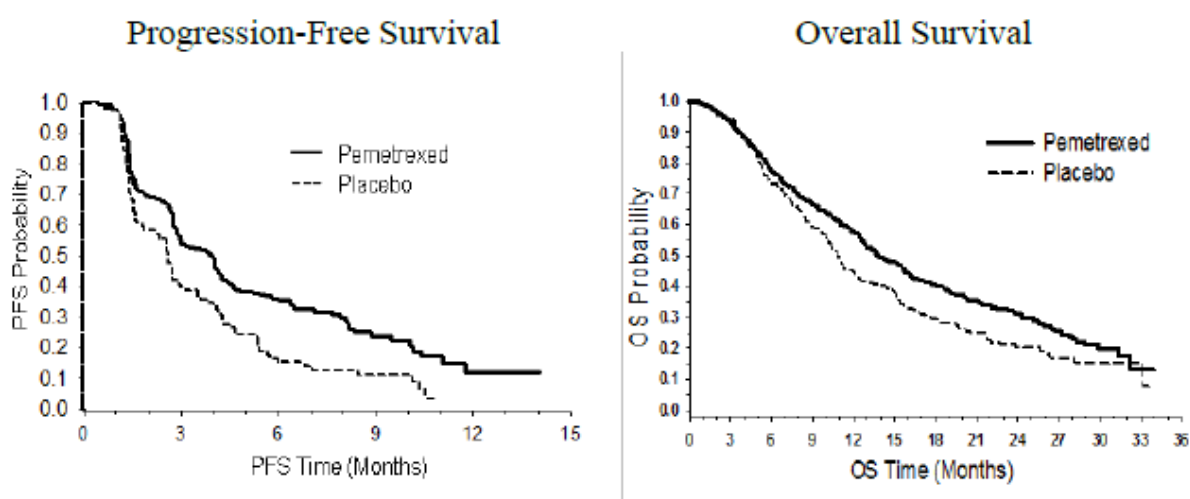 Progression-Free Survival
PFS Probability
1.0
0.9
0.8
0.7
0.6
0.5
0.4
0.3
0.2
0.1
0.0
Pemetrexed
Placebo
0 3 6 9 12 15
PFS Time (Months)
Overall Survival
OS Probability
1.0
0.9
0.8
0.7
0.6
0.5
0.4
0.3
0.2
0.1
0.0
Pemetrexed
Placebo
0 3 6 9 12 15 18 21 24 27 30 33 36
OS Time (Months)